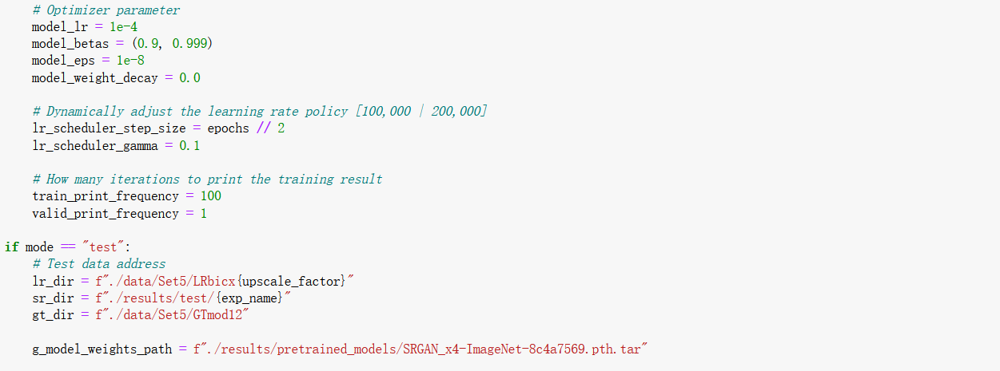 # Optimizer parameter
model_lr = 1e-4
model_betas = (0.9, 0.999)
model_eps = 1e-8
model_weight_decay = 0.0
# Dynamically adjust the learning rate policy [100,000 | 200,000]
lr_scheduler_step_size = epochs // 2
lr_scheduler_gamma = 0.1
# How many iterations to print the training result
train_print_frequency = 100
valid_print_frequency = 1
if mode == "test":
# Test data address
lr_dir = f"./data/Set5/LRbicx{upscale_factor}"
sr_dir = f"./results/test/{exp_name}"
gt_dir = f"./data/Set5/GTmod12"
g_model_weights_path = f"./results/pretrained_models/SRGAN_x4-ImageNet-8c4a7569.pth.tar"